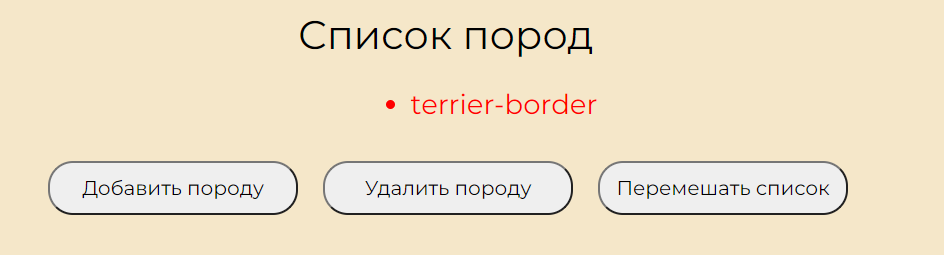 Список пород
• terrier-border
Добавить породу Удалить породу Перемешать список